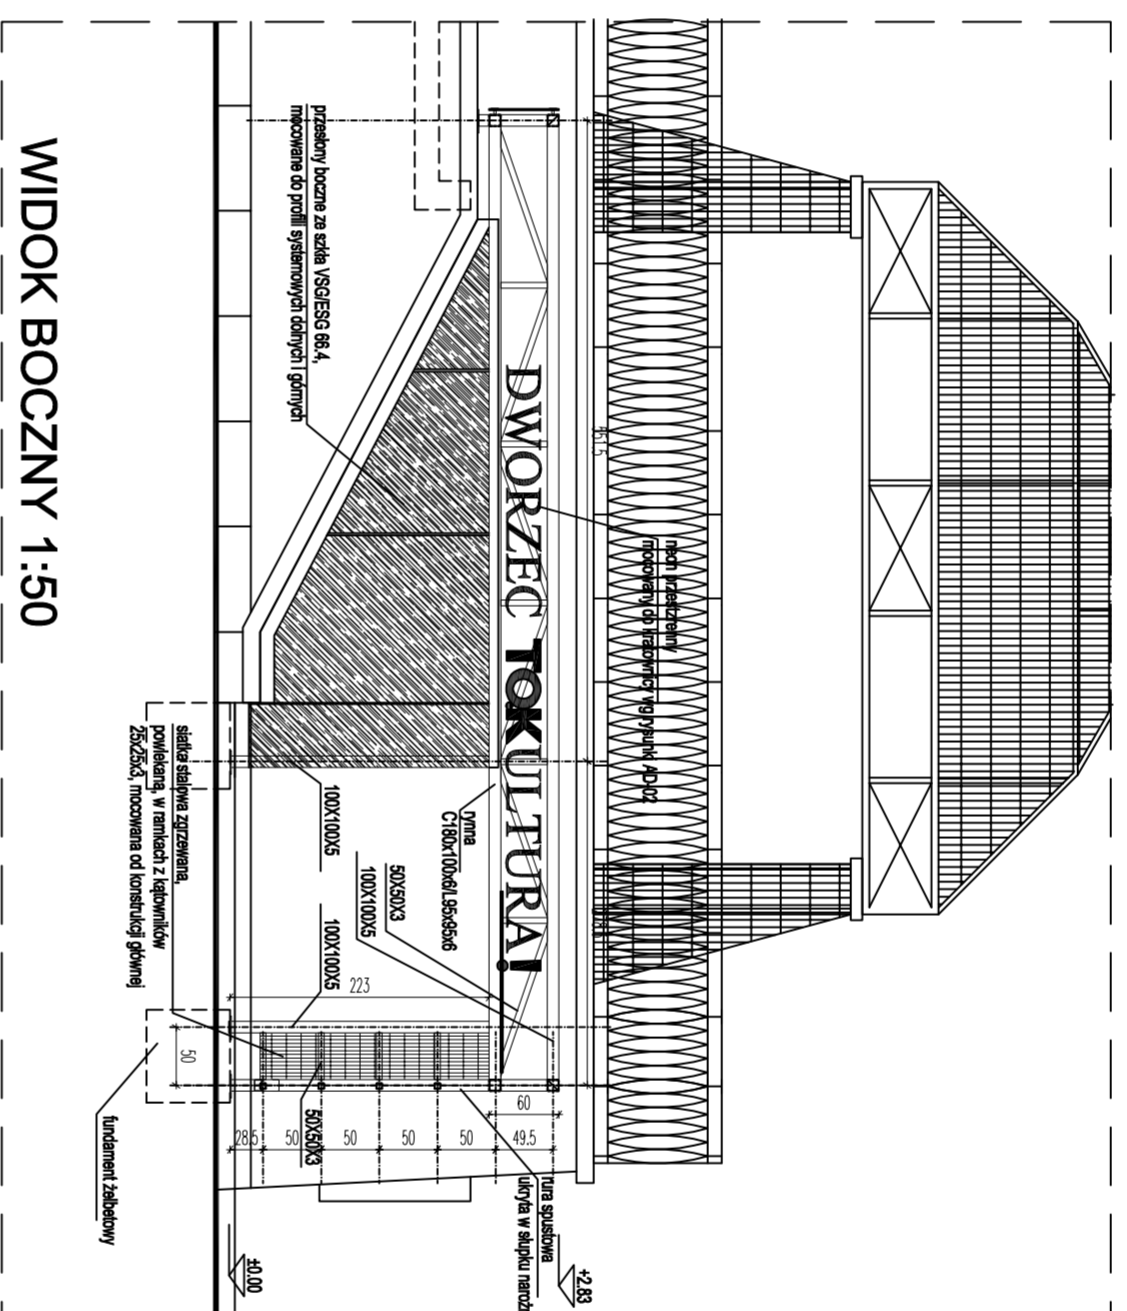 WIDOK BOCZNY 1:50
przesłony boczne ze szkła VSG/ESG 66.4,
mocowane do profili systemowych dolnych i górnych
DWORZEC TOKULTURA!
neon przestrzenny
mocowany do kratownicy wg rysunku AD-02
rynna
C180x100x6/L95x95x6
50X50X3
100X100X5
100X100X5
100X100X5
50X50X3
siatka stalowa zgrzewana,
powlekana, w ramkach z kątowników
25x25x3, mocowana od konstrukcji głównej
fundament żelbetowy
rura spustowa
ukryta w słupku
223
50
60
28.5
50
50
50
50
49.5
+2.83
±0.00